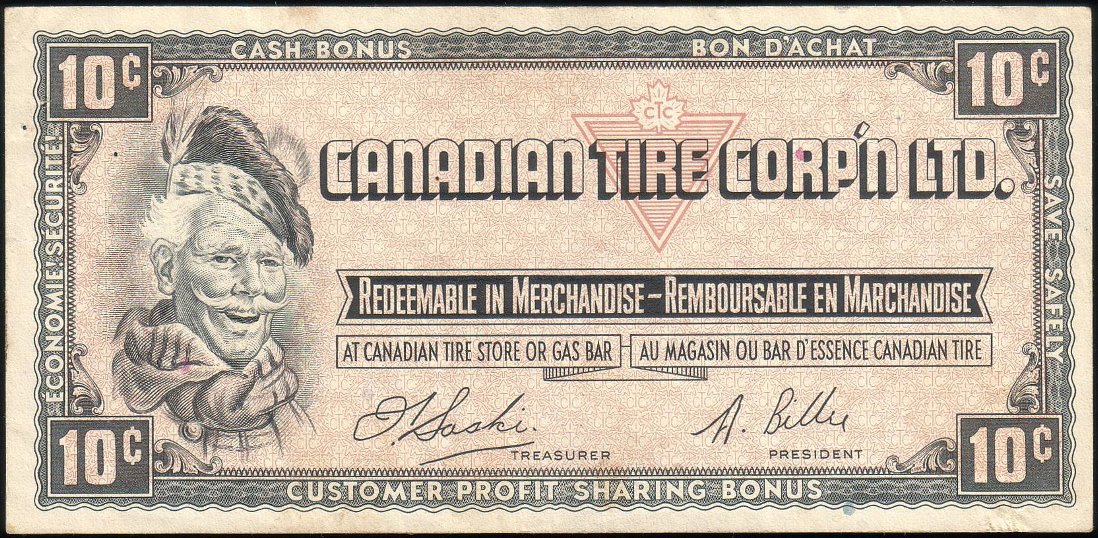 CASH BONUS BON D'ACHAT
10¢ 10¢
CTC
CANADIAN TIRE CORP'N LTD.
ECONOMIE! SECURITE!
SAVE SAFELY
REDEEMABLE IN MERCHANDISE – REMBOURSABLE EN MARCHANDISE
AT CANADIAN TIRE STORE OR GAS BAR AU MAGASIN OU BAR D'ESSENCE CANADIAN TIRE
TREASURER PRESIDENT
10¢ 10¢
CUSTOMER PROFIT SHARING BONUS